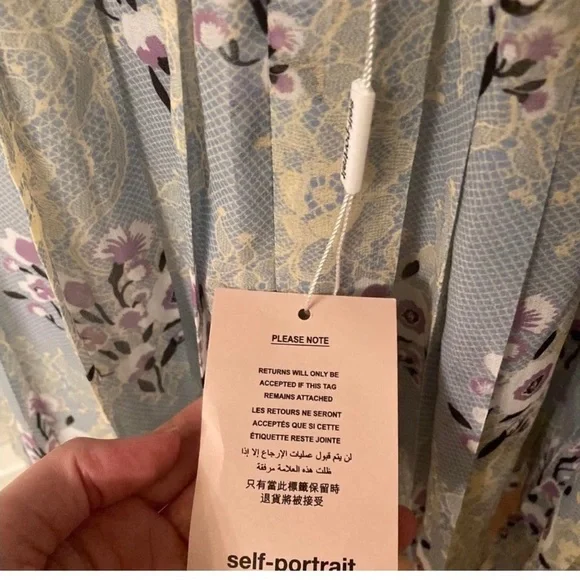 PLEASE NOTE
RETURNS WILL ONLY BE
ACCEPTED IF THIS TAG
REMAINS ATTACHED
LES RETOURS NE SERONT
ACCEPTÉS QUE SI CETTE
ÉTIQUETTE RESTE JOINTE
لن يتم قبول عمليات الإرجاع إلا إذا
ظلت هذه العلامة مرفقة
只有當此標籤保留時
退貨將被接受
self-portrait